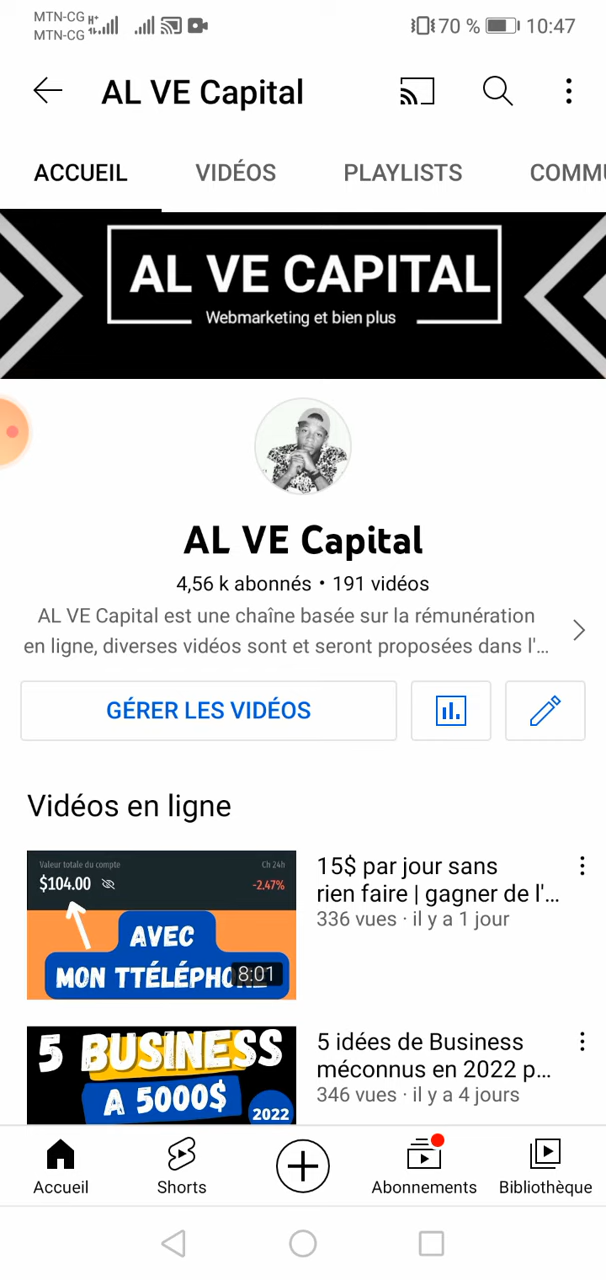 MTN-CG H+
MTN-CG
70 % 10:47
AL VE Capital
ACCUEIL VIDÉOS PLAYLISTS COMMU
AL VE CAPITAL
Webmarketing et bien plus
AL VE Capital
4,56 k abonnés • 191 vidéos
AL VE Capital est une chaîne basée sur la rémunération
en ligne, diverses vidéos sont et seront proposées dans l'...
GÉRER LES VIDÉOS
Vidéos en ligne
Valeur totale du compte Ch 24h
$104.00 -2.47%
AVEC
MON TTÉLÉPHO
8:01
15$ par jour sans
rien faire | gagner de l'...
336 vues · il y a 1 jour
5 BUSINESS
A 5000$
2022
5 idées de Business
méconnus en 2022 p...
346 vues · il y a 4 jours
Accueil Shorts Abonnements Bibliothèque